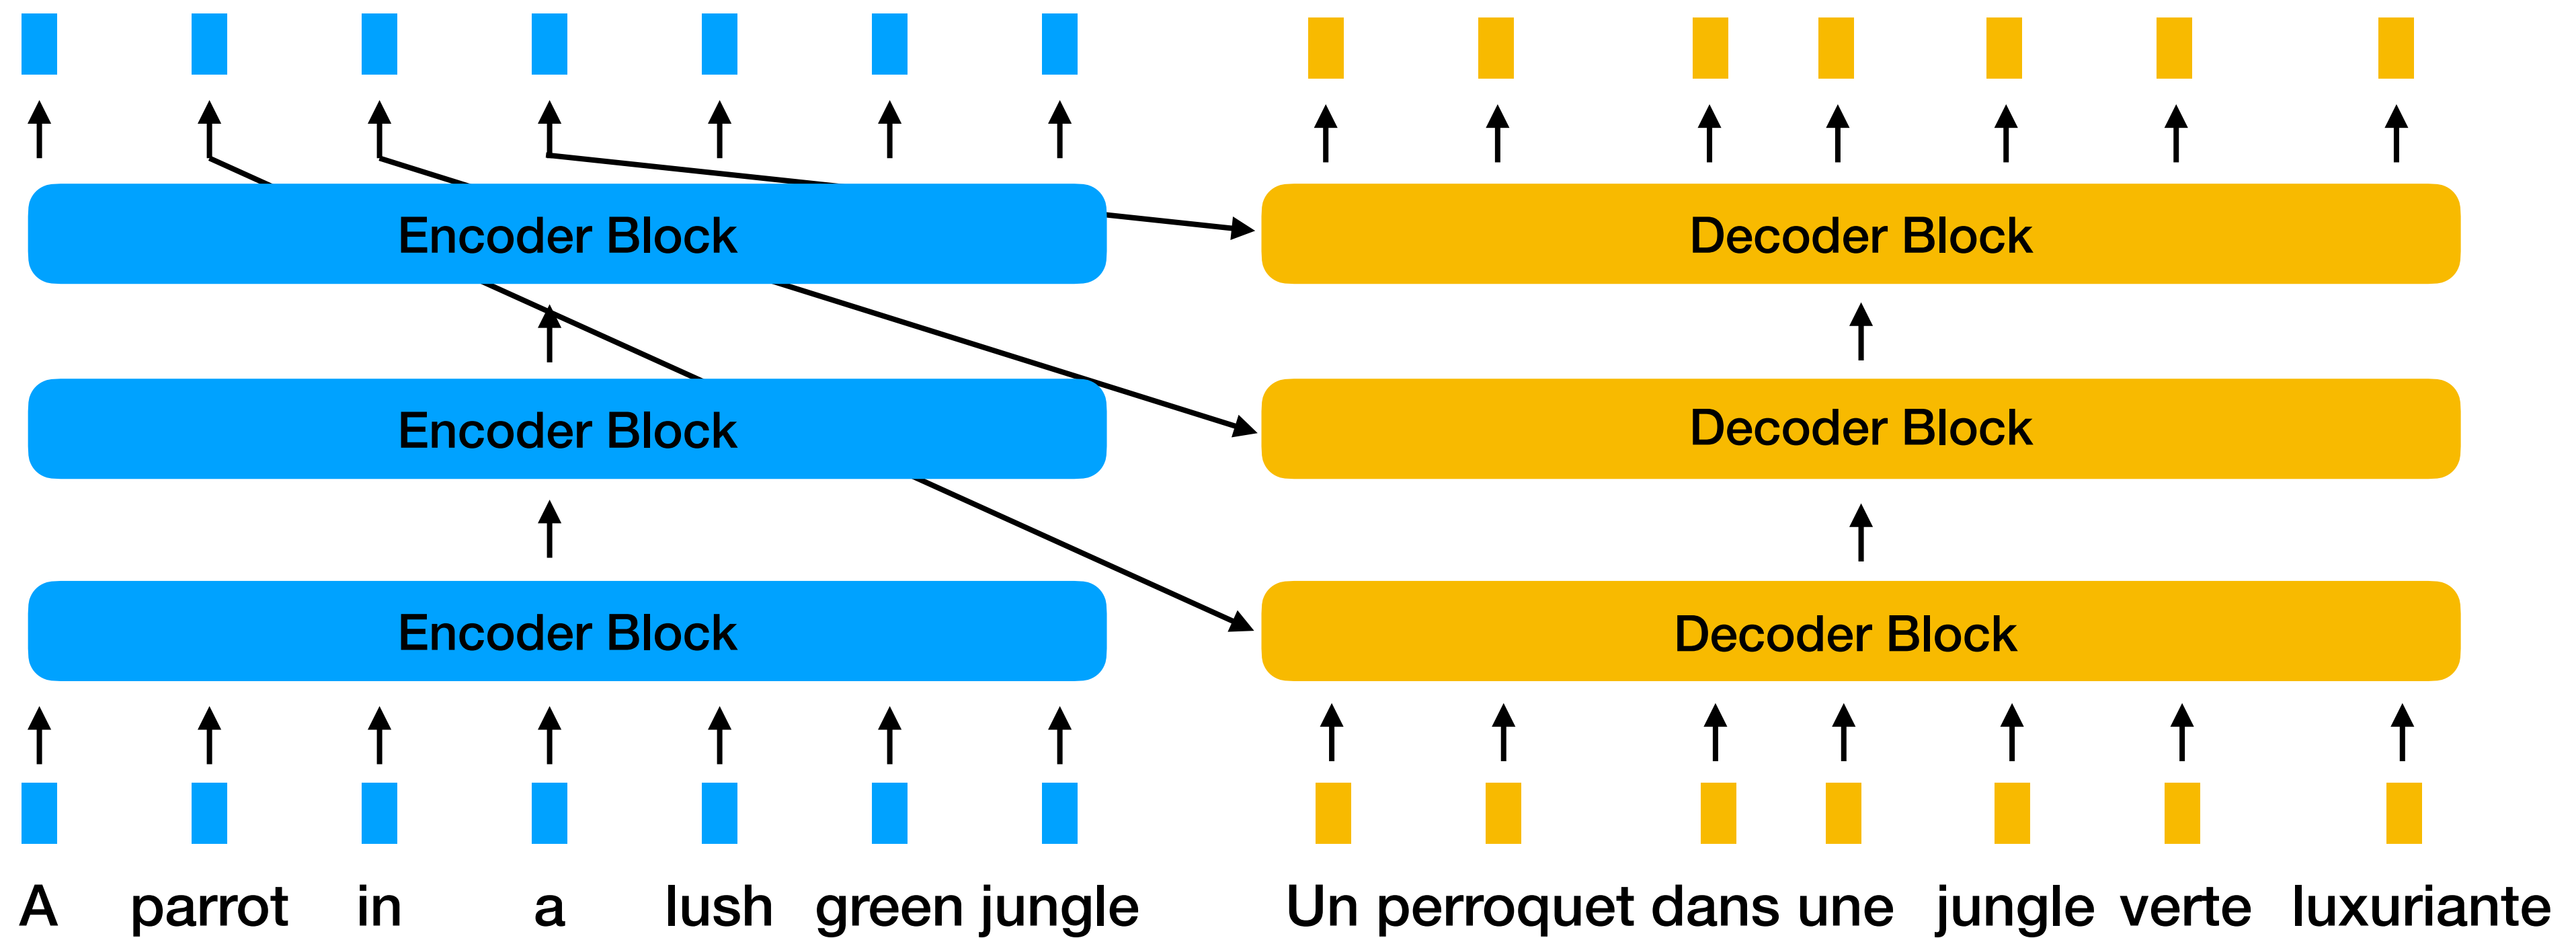 Encoder Block
Encoder Block
Encoder Block
A parrot in a lush green jungle
Decoder Block
Decoder Block
Decoder Block
Un perroquet dans une jungle verte luxuriante